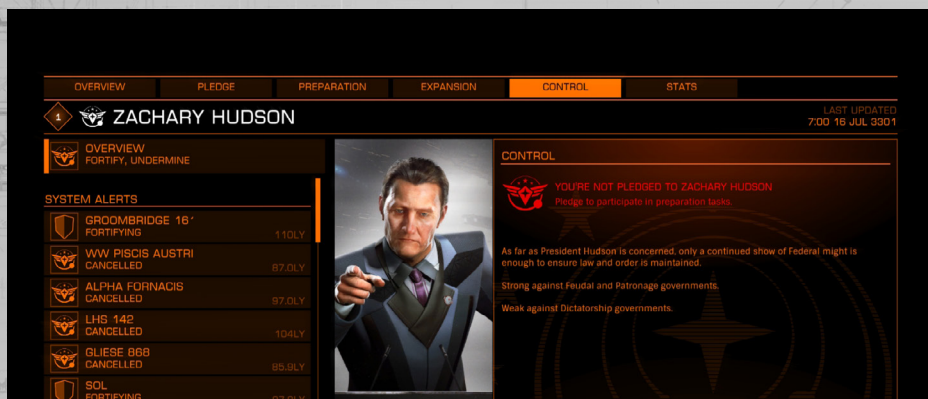 OVERVIEW
PLEDGE
PREPARATION
EXPANSION
CONTROL
STATS
1
ZACHARY HUDSON
LAST UPDATED
7:00 16 JUL 3301
OVERVIEW
FORTIFY, UNDERMINE
SYSTEM ALERTS
GROOMBRIDGE 16
FORTIFYING
110LY
WW PISCIS AUSTRI
CANCELLED
87.0LY
ALPHA FORNACIS
CANCELLED
97.0LY
LHS 142
CANCELLED
104LY
GLIESE 868
CANCELLED
85.9LY
SOL
FORTIFYING
CONTROL
YOU'RE NOT PLEDGED TO ZACHARY HUDSON
Pledge to participate in preparation tasks.
As far as President Hudson is concerned, only a continued show of Federal might is
enough to ensure law and order is maintained.
Strong against Feudal and Patronage governments.
Weak against Dictatorship governments.